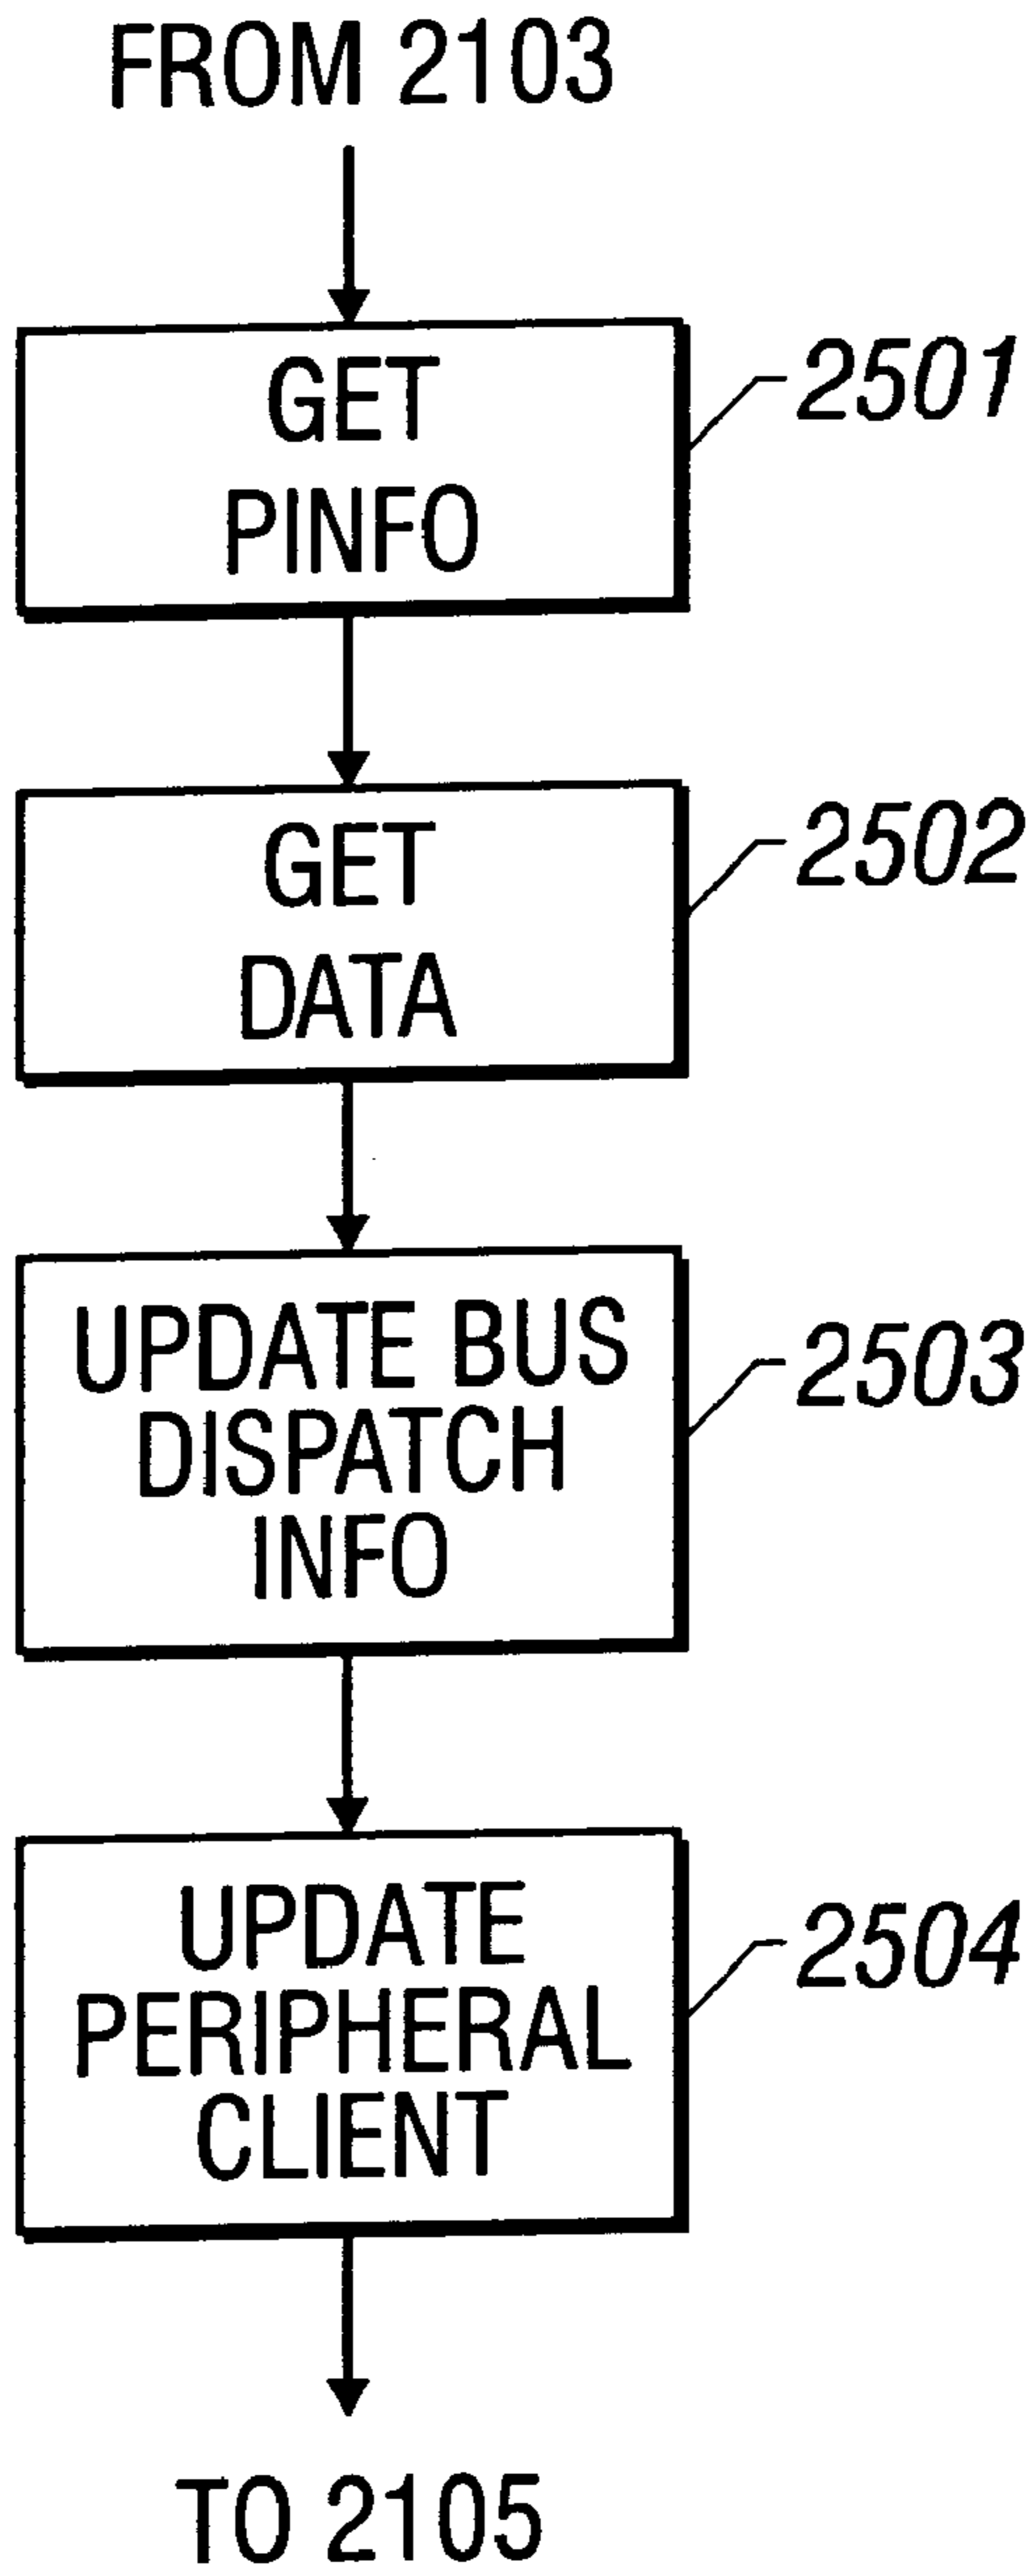 FROM 2103
GET
PINFO
2501
GET
DATA
2502
UPDATE BUS
DISPATCH
INFO
2503
UPDATE
PERIPHERAL
CLIENT
2504
TO 2105